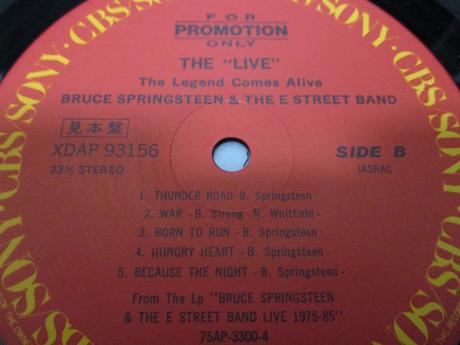 FOR
PROMOTION
ONLY
THE "LIVE"
The Legend Comes Alive
BRUCE SPRINGSTEEN & THE E STREET BAND
見本盤
XDAP 93156
33⅓ STEREO
SIDE B
JASRAC
1. THUNDER ROAD - B. Springsteen -
2. WAR - B. Strong - N. Whitfield -
3. BORN TO RUN - B. Springsteen -
4. HUNGRY HEART - B. Springsteen -
5. BECAUSE THE NIGHT - B. Springsteen -
From The Lp "BRUCE SPRINGSTEEN
& THE E STREET BAND LIVE 1975-85"
75AP-3300-4
CBS/SONY · CBS/SONY
SONY · CBS/SONY